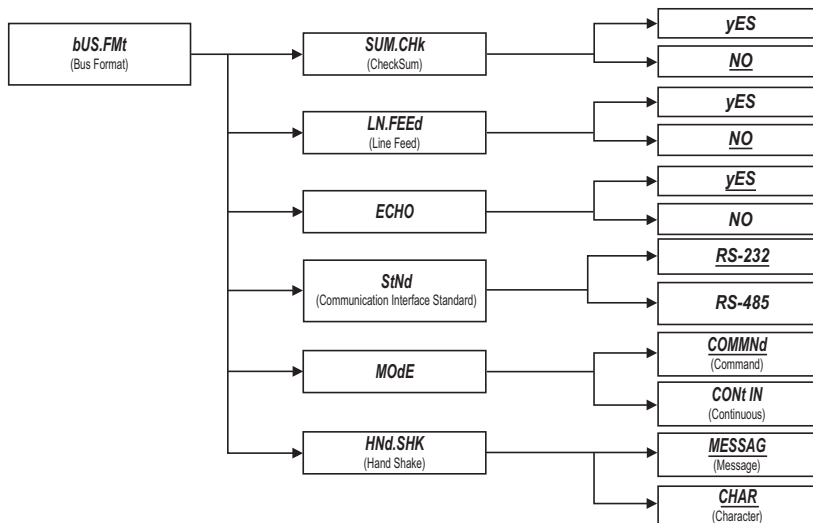 bUS.FMt
(Bus Format)
SUM.CHk
(CheckSum)
yES
NO
LN.FEEd
(Line Feed)
yES
NO
ECHO
yES
NO
StNd
(Communication Interface Standard)
RS-232
RS-485
MOdE
COMMNd
(Command)
CONt IN
(Continuous)
HNd.SHK
(Hand Shake)
MESSAG
(Message)
CHAR
(Character)